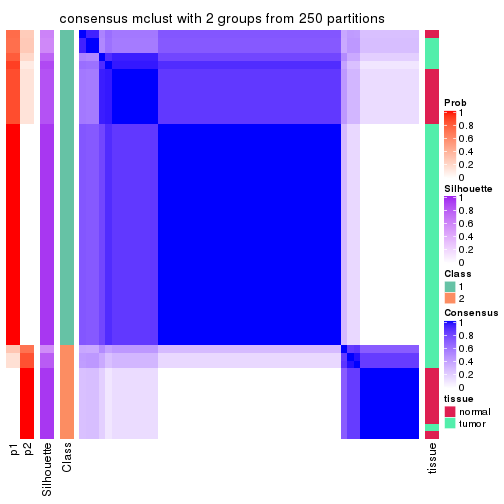 consensus mclust with 2 groups from 250 partitions
Prob
1
0.8
0.6
0.4
0.2
0
Silhouette
1
0.8
0.6
0.4
0.2
0
Class
1
2
Consensus
1
0.8
0.6
0.4
0.2
0
tissue
normal
tumor
p1
p2
Silhouette
Class
tissue